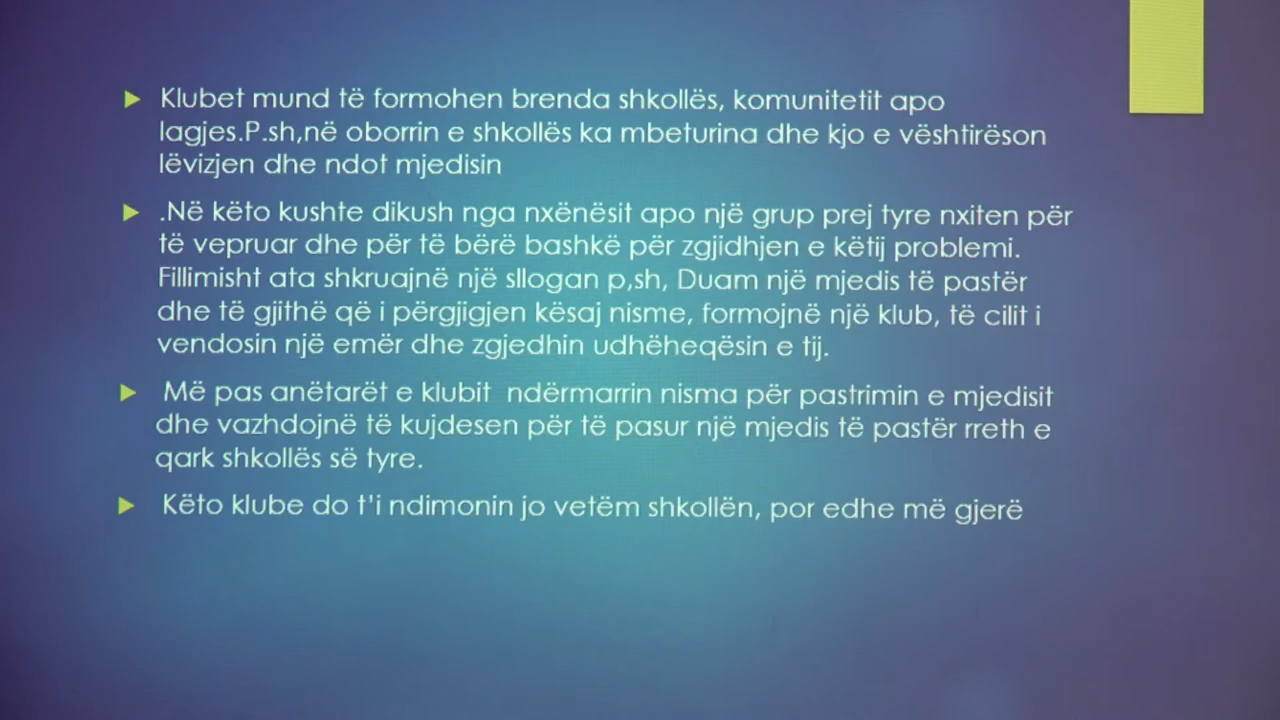 Klubet mund të formohen brenda shkollës, komunitetit apo
lagjes.P.sh,në oborrin e shkollës ka mbeturina dhe kjo e vështirëson
lëvizjen dhe ndot mjedisin
.Në këto kushte dikush nga nxënësit apo një grup prej tyre nxiten për
të vepruar dhe për të bërë bashkë për zgjidhjen e këtij problemi.
Fillimisht ata shkruajnë një sllogan p,sh, Duam një mjedis të pastër
dhe të gjithë që i përgjigjen kësaj nisme, formojnë një klub, të cilit i
vendosin një emër dhe zgjedhin udhëheqësin e tij.
Më pas anëtarët e klubit  ndërmarrin nisma për pastrimin e mjedisit
dhe vazhdojnë të kujdesen për të pasur një mjedis të pastër rreth e
qark shkollës së tyre.
Këto klube do t'i ndimonin jo vetëm shkollën, por edhe më gjerë